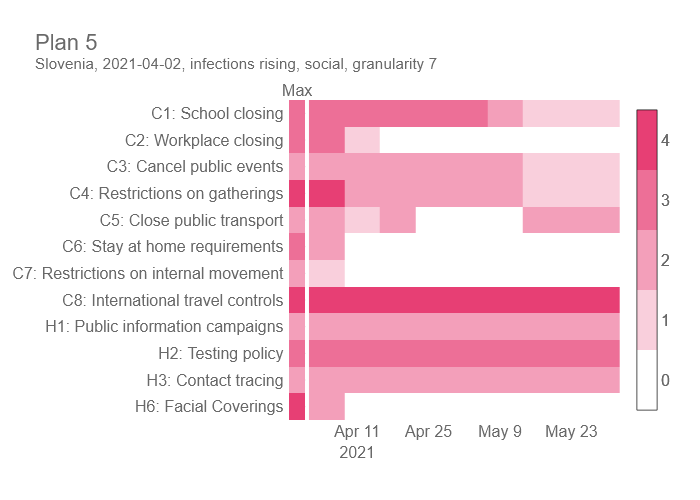 Plan 5
Slovenia, 2021-04-02, infections rising, social, granularity 7
Max
C1: School closing
C2: Workplace closing
C3: Cancel public events
C4: Restrictions on gatherings
C5: Close public transport
C6: Stay at home requirements
C7: Restrictions on internal movement
C8: International travel controls
H1: Public information campaigns
H2: Testing policy
H3: Contact tracing
H6: Facial Coverings
Apr 11 Apr 25 May 9 May 23
2021
4
3
2
1
0